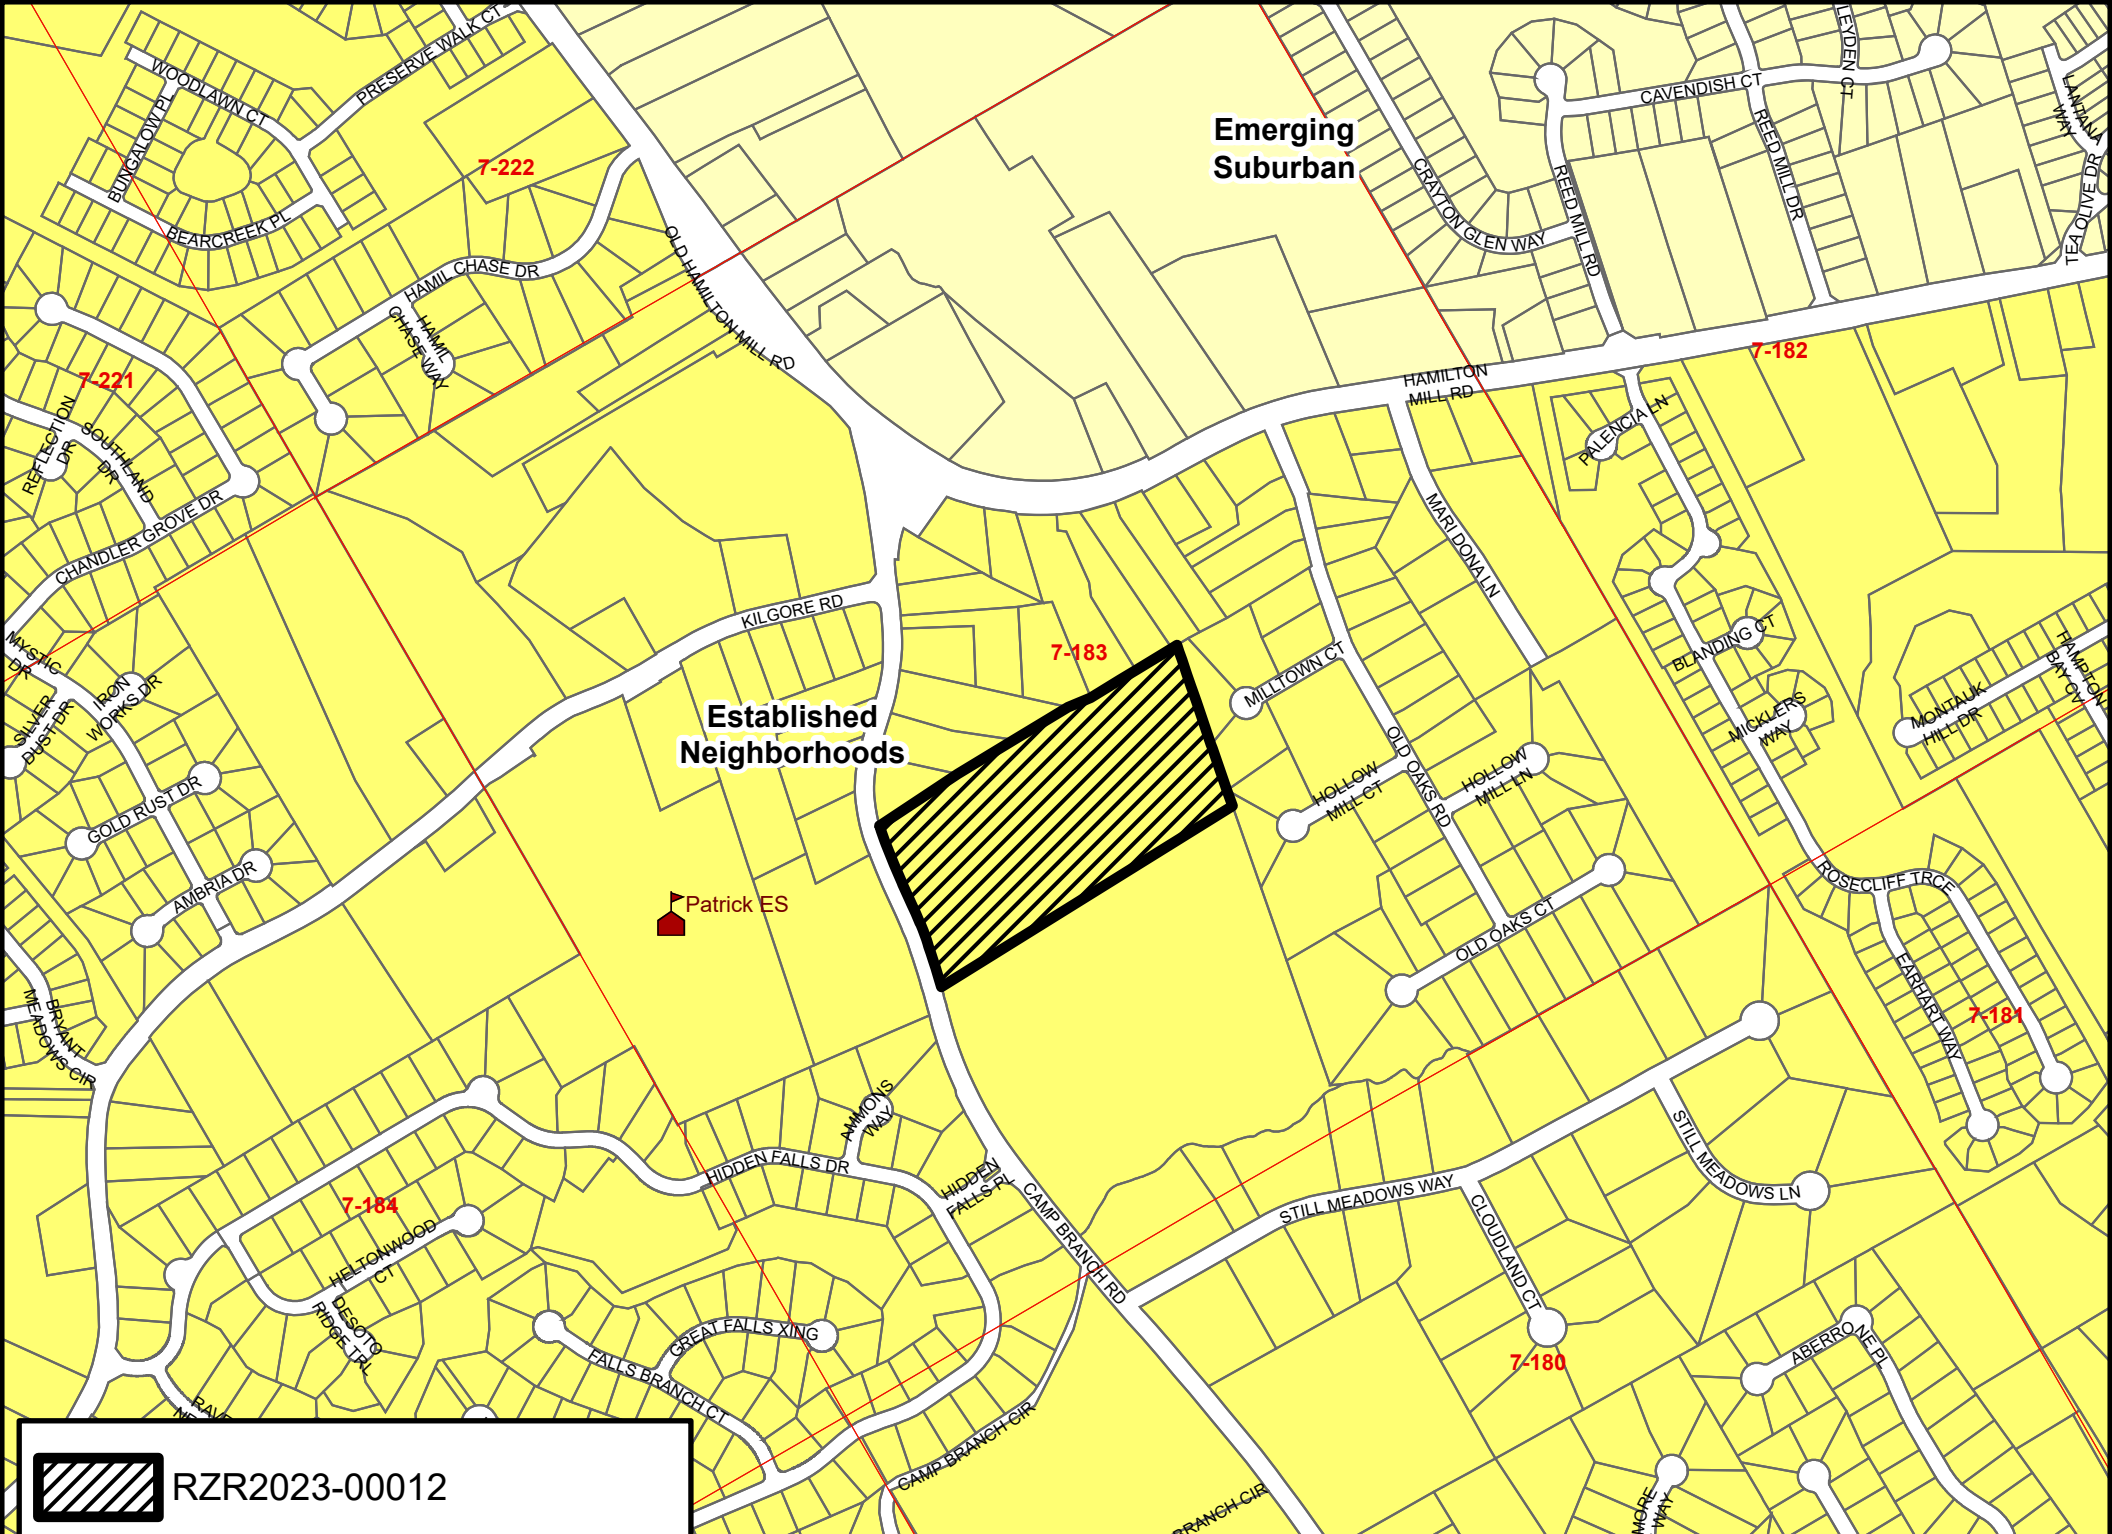 PRESERVE WALK CT
WOODLAWN CT
BUNGALOW PL
BEARCREEK PL
7-222
HAMIL CHASE DR
HAMIL
CHASE WAY
OLD HAMILTON MILL RD
Emerging
Suburban
CAVENDISH CT
LEYDEN CT
REED MILL DR
REED MILL RD
CRAYTON GLEN WAY
LANTANA
WAY
TEA OLIVE DR
7-221
REFLECTION
DR
SOUTHLAND
DR
CHANDLER GROVE DR
HAMILTON
MILL RD
7-182
PALENCIA LN
MARI DONA LN
BLANDING CT
MICKLERS
WAY
MONTAUK
HILL DR
HAMPTON
BAY CV
MYSTIC
DR
SILVER
DUST DR
IRON
WORKS DR
GOLD RUST DR
AMBRIA DR
KILGORE RD
7-183
Established
Neighborhoods
MILLTOWN CT
OLD OAKS RD
HOLLOW
MILL CT
HOLLOW
MILL LN
OLD OAKS CT
Patrick ES
ROSECLIFF TRCE
EARHART WAY
7-181
BRYANT
MEADOWS CIR
AMMONS
WAY
HIDDEN FALLS DR
HIDDEN
FALLS PL
CAMP BRANCH RD
STILL MEADOWS WAY
STILL MEADOWS LN
CLOUDLAND CT
7-184
HELTONWOOD
CT
DESOTO
RIDGE TRL
GREAT FALLS XING
FALLS BRANCH CT
7-180
ABERRONE PL
CAMP BRANCH CIR
BRANCH CIR
MORE
WAY
RZR2023-00012